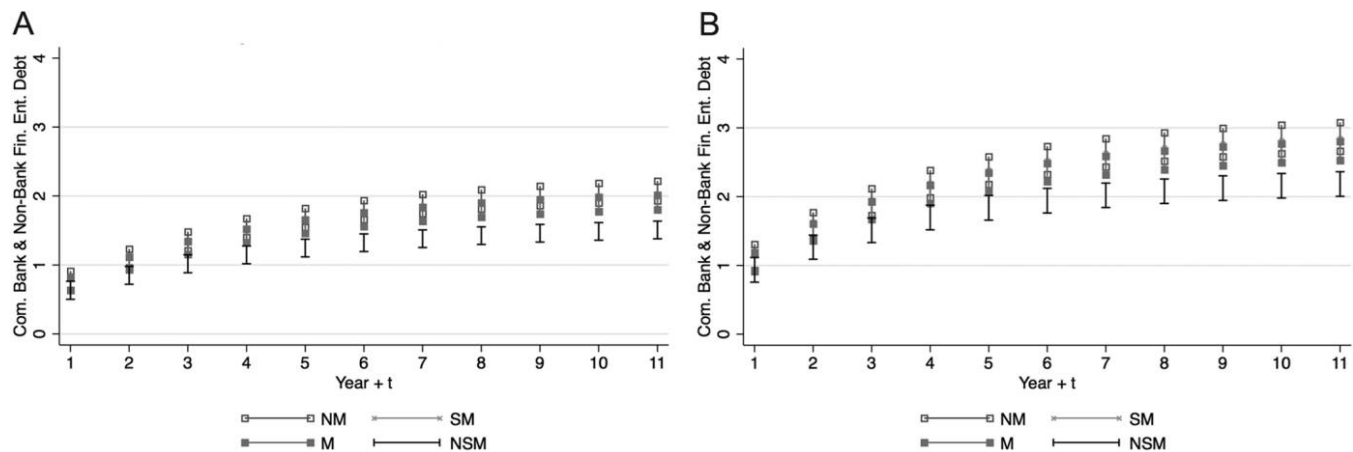 A
Com. Bank & Non-Bank Fin. Ent. Debt
4
3
2
1
0
1 2 3 4 5 6 7 8 9 10 11
Year + t
NM SM
M NSM
B
Com. Bank & Non-Bank Fin. Ent. Debt
4
3
2
1
0
1 2 3 4 5 6 7 8 9 10 11
Year + t
NM SM
M NSM